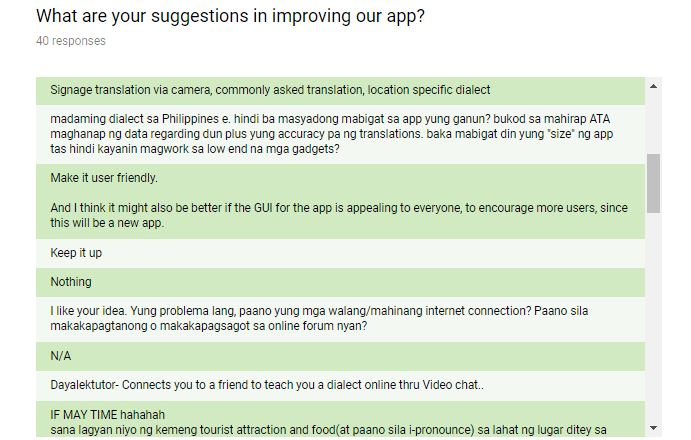 What are your suggestions in improving our app?
40 responses
Signage translation via camera, commonly asked translation, location specific dialect
madaming dialect sa Philippines e. hindi ba masyadong mabigat sa app yung ganun? bukod sa mahirap ATA
maghanap ng data regarding dun plus yung accuracy pa ng translations. baka mabigat din yung "size" ng app
tas hindi kayanin magwork sa low end na mga gadgets?
Make it user friendly.
And I think it might also be better if the GUI for the app is appealing to everyone, to encourage more users, since
this will be a new app.
Keep it up
Nothing
I like your idea. Yung problema lang, paano yung mga walang/mahinang internet connection? Paano sila
makakapagtanong o makakapagsagot sa online forum nyan?
N/A
Dayalektutor- Connects you to a friend to teach you a dialect online thru Video chat..
IF MAY TIME hahahah
sana lagyan niyo ng kemeng tourist attraction and food(at paano sila i-pronounce) sa lahat ng lugar ditey sa